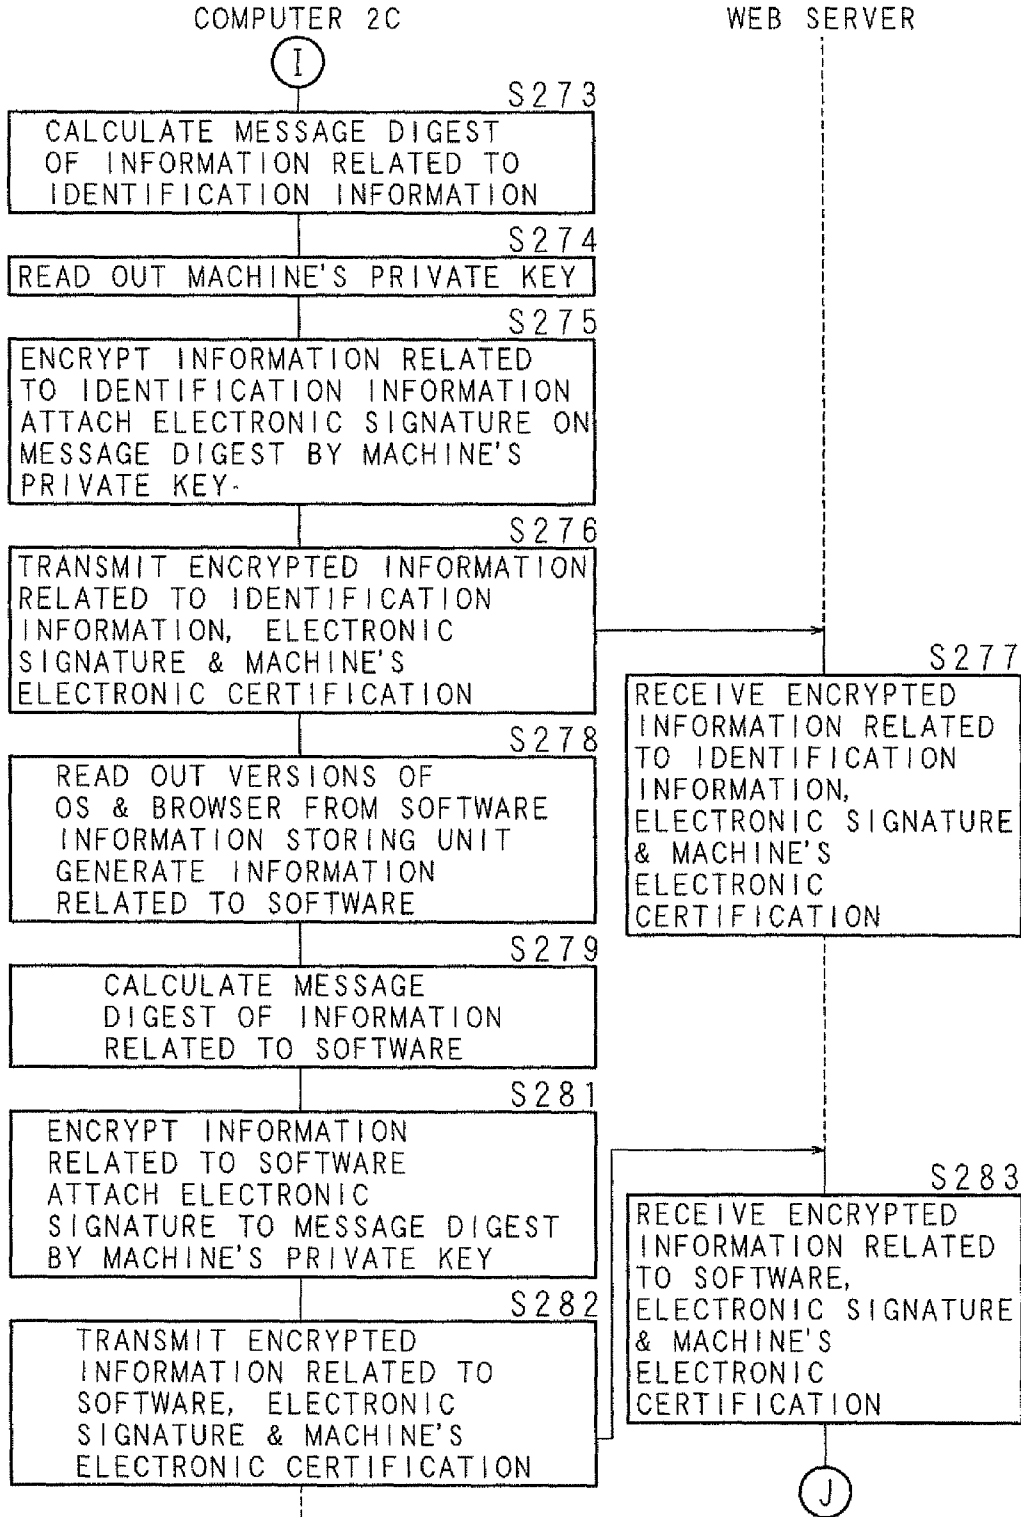 COMPUTER 2C
WEB SERVER
I
S273
CALCULATE MESSAGE DIGEST
OF INFORMATION RELATED TO
IDENTIFICATION INFORMATION
S274
READ OUT MACHINE'S PRIVATE KEY
S275
ENCRYPT INFORMATION RELATED
TO IDENTIFICATION INFORMATION
ATTACH ELECTRONIC SIGNATURE ON
MESSAGE DIGEST BY MACHINE'S
PRIVATE KEY.
S276
TRANSMIT ENCRYPTED INFORMATION
RELATED TO IDENTIFICATION
INFORMATION, ELECTRONIC
SIGNATURE & MACHINE'S
ELECTRONIC CERTIFICATION
S277
RECEIVE ENCRYPTED
INFORMATION RELATED
TO IDENTIFICATION
INFORMATION,
ELECTRONIC SIGNATURE
& MACHINE'S
ELECTRONIC
CERTIFICATION
S278
READ OUT VERSIONS OF
OS & BROWSER FROM SOFTWARE
INFORMATION STORING UNIT
GENERATE INFORMATION
RELATED TO SOFTWARE
S279
CALCULATE MESSAGE
DIGEST OF INFORMATION
RELATED TO SOFTWARE
S281
ENCRYPT INFORMATION
RELATED TO SOFTWARE
ATTACH ELECTRONIC
SIGNATURE TO MESSAGE DIGEST
BY MACHINE'S PRIVATE KEY
S282
TRANSMIT ENCRYPTED
INFORMATION RELATED TO
SOFTWARE, ELECTRONIC
SIGNATURE & MACHINE'S
ELECTRONIC CERTIFICATION
S283
RECEIVE ENCRYPTED
INFORMATION RELATED
TO SOFTWARE,
ELECTRONIC SIGNATURE
& MACHINE'S
ELECTRONIC
CERTIFICATION
J